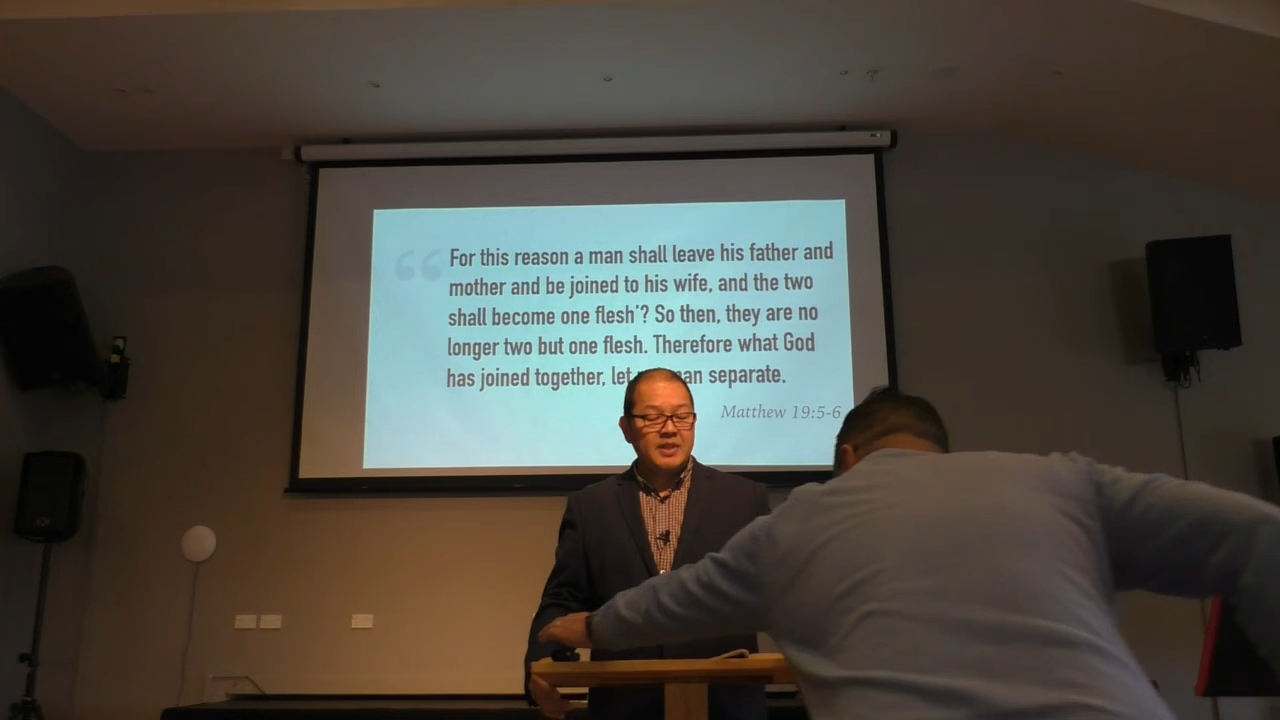 “
For this reason a man shall leave his father and
mother and be joined to his wife, and the two
shall become one flesh’? So then, they are no
longer two but one flesh. Therefore what God
has joined together, let an separate.
Matthew 19:5-6